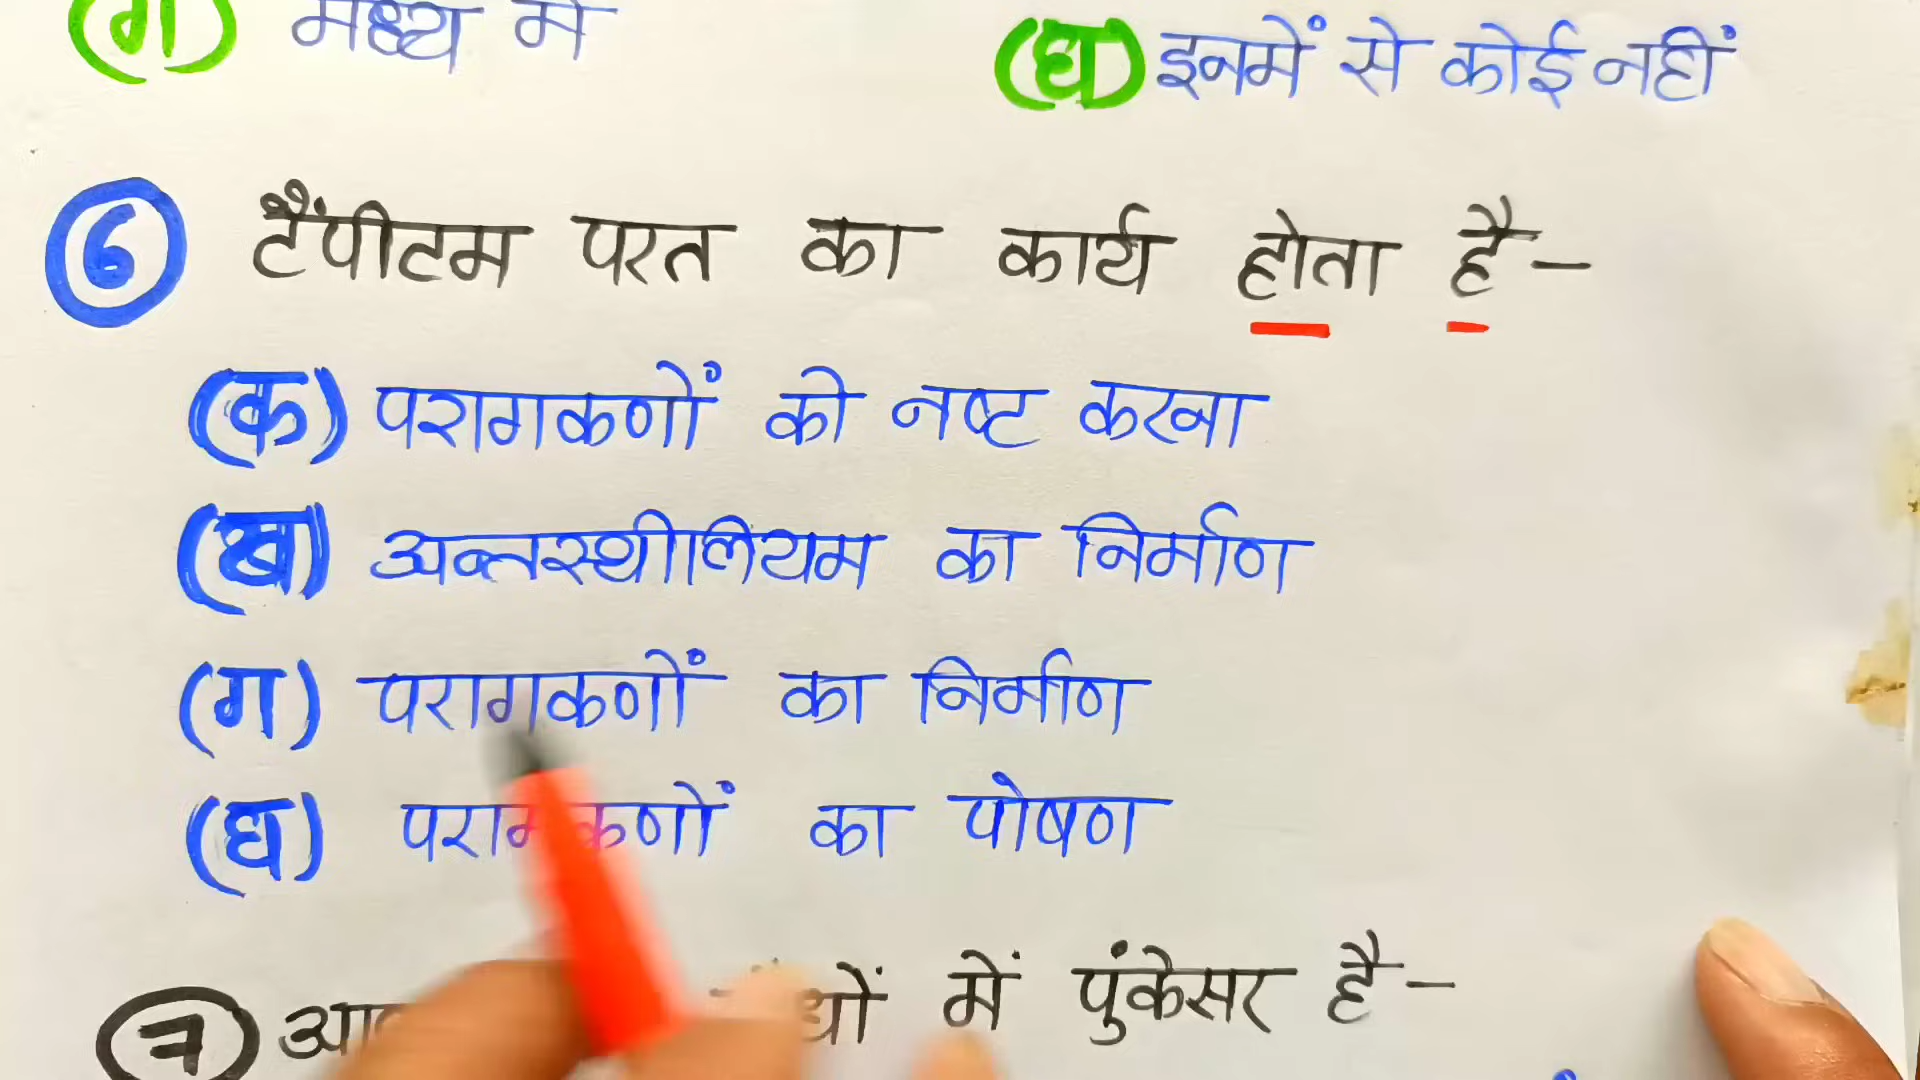 (ग) मध्य में
(घ) इनमें से कोई नहीं
6 टैंपीटम परत का कार्य होता है-
(क) परागकणों को नष्ट करना
(ख) अन्तस्थीलियम का निर्माण
(ग) परागकणों का निर्माण
(घ) परागकणों का पोषण
7 में पुंकेसर है-